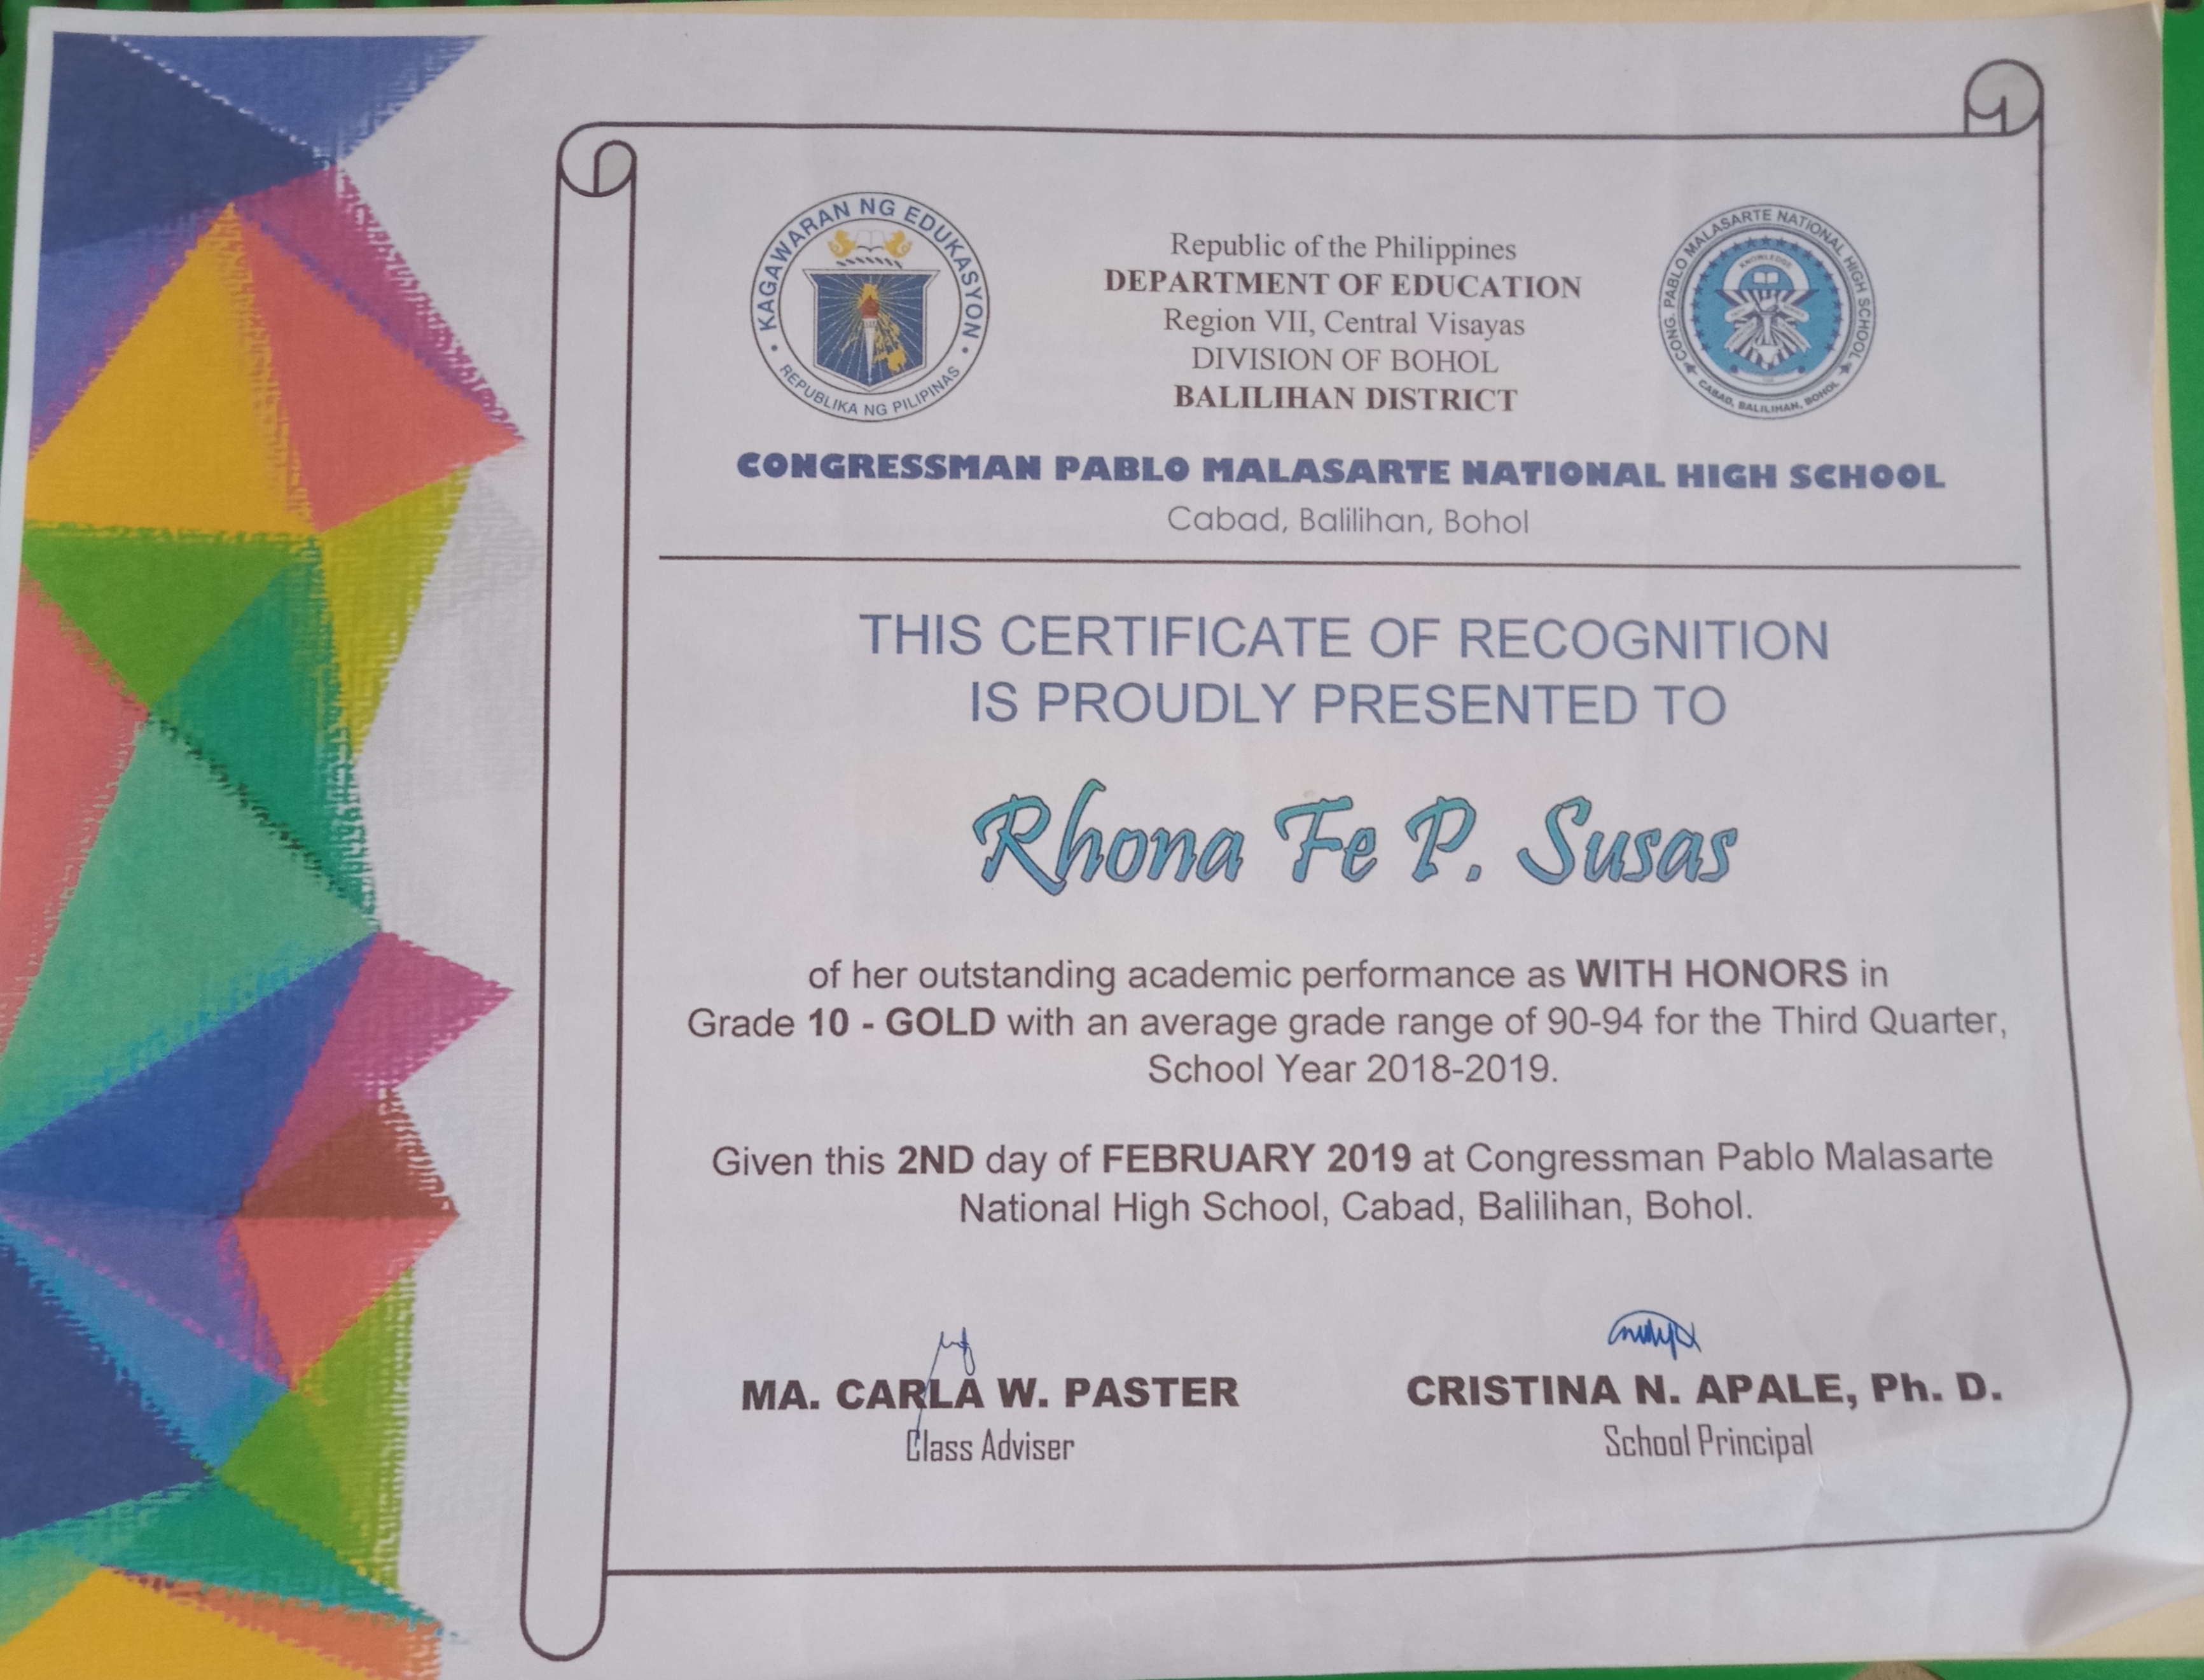 KAGAWARAN NG EDUKASYON
REPUBLIKA NG PILIPINAS
Republic of the Philippines
DEPARTMENT OF EDUCATION
Region VII, Central Visayas
DIVISION OF BOHOL
BALILIHAN DISTRICT
CONG. PABLO MALASARTE NATIONAL HIGH SCHOOL
KNOWLEDGE
CABAD, BALILIHAN, BOHOL
CONGRESSMAN PABLO MALASARTE NATIONAL HIGH SCHOOL
Cabad, Balilihan, Bohol
THIS CERTIFICATE OF RECOGNITION
IS PROUDLY PRESENTED TO
Rhona Fe P. Susas
of her outstanding academic performance as WITH HONORS in
Grade 10 - GOLD with an average grade range of 90-94 for the Third Quarter,
School Year 2018-2019.
Given this 2ND day of FEBRUARY 2019 at Congressman Pablo Malasarte
National High School, Cabad, Balilihan, Bohol.
MA. CARLA W. PASTER
Class Adviser
CRISTINA N. APALE, Ph. D.
School Principal